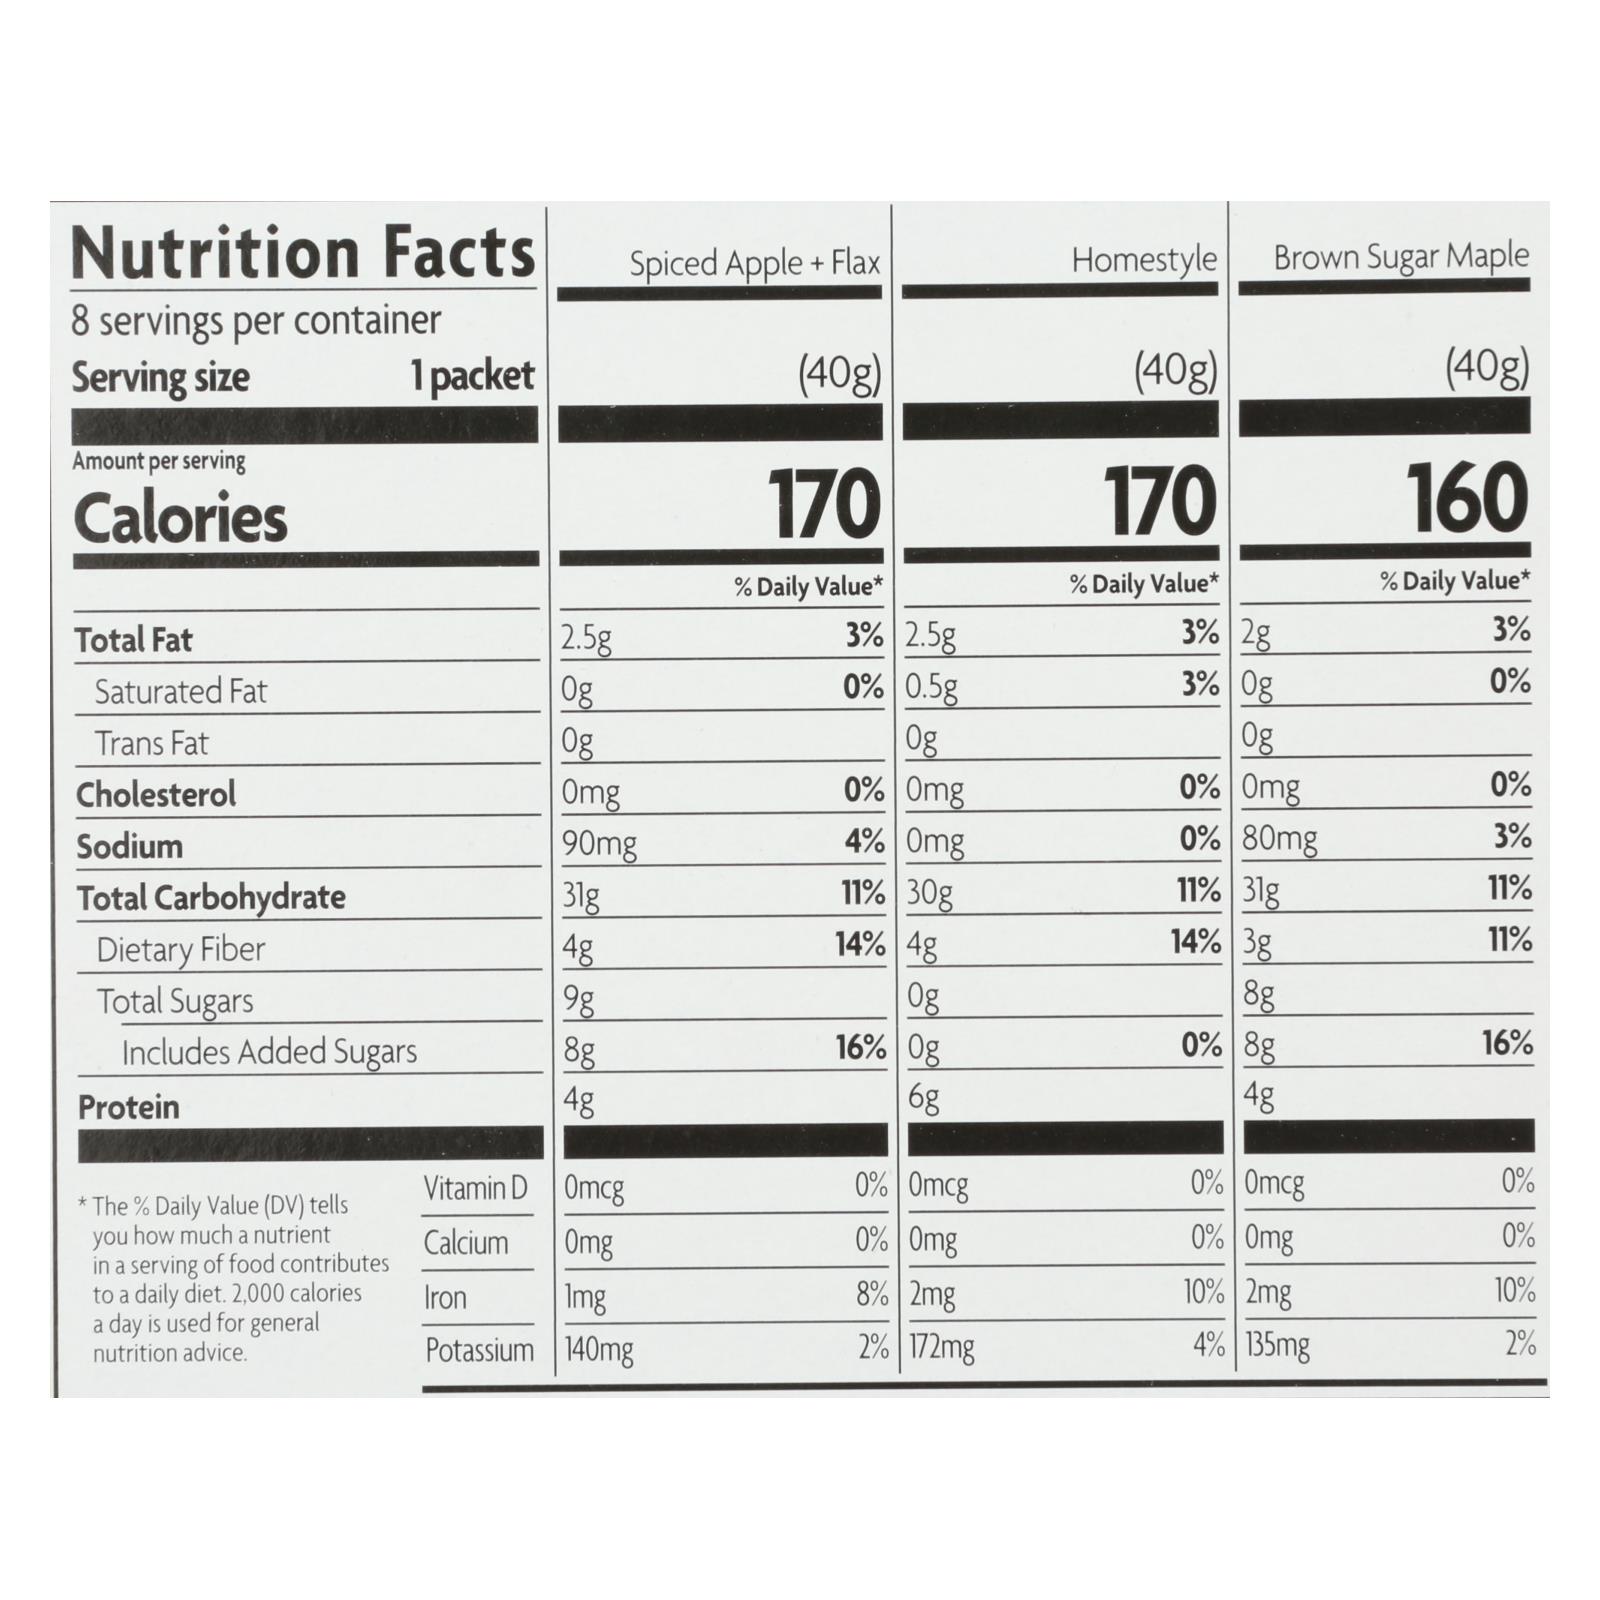 Nutrition Facts Spiced Apple + Flax Homestyle Brown Sugar Maple
8 servings per container
Serving size 1 packet (40g) (40g) (40g)
Amount per serving
Calories 170 170 160
% Daily Value* % Daily Value* % Daily Value*
Total Fat 2.5g 3% 2.5g 3% 2g 3%
Saturated Fat 0g 0% 0.5g 3% 0g 0%
Trans Fat 0g 0g 0g
Cholesterol 0mg 0% 0mg 0% 0mg 0%
Sodium 90mg 4% 0mg 0% 80mg 3%
Total Carbohydrate 31g 11% 30g 11% 31g 11%
Dietary Fiber 4g 14% 4g 14% 3g 11%
Total Sugars 9g 0g 8g
Includes Added Sugars 8g 16% 0g 0% 8g 16%
Protein 4g 6g 4g
Vitamin D 0mcg 0% 0mcg 0% 0mcg 0%
Calcium 0mg 0% 0mg 0% 0mg 0%
Iron 1mg 8% 2mg 10% 2mg 10%
Potassium 140mg 2% 172mg 4% 135mg 2%
* The % Daily Value (DV) tells
you how much a nutrient
in a serving of food contributes
to a daily diet. 2,000 calories
a day is used for general
nutrition advice.